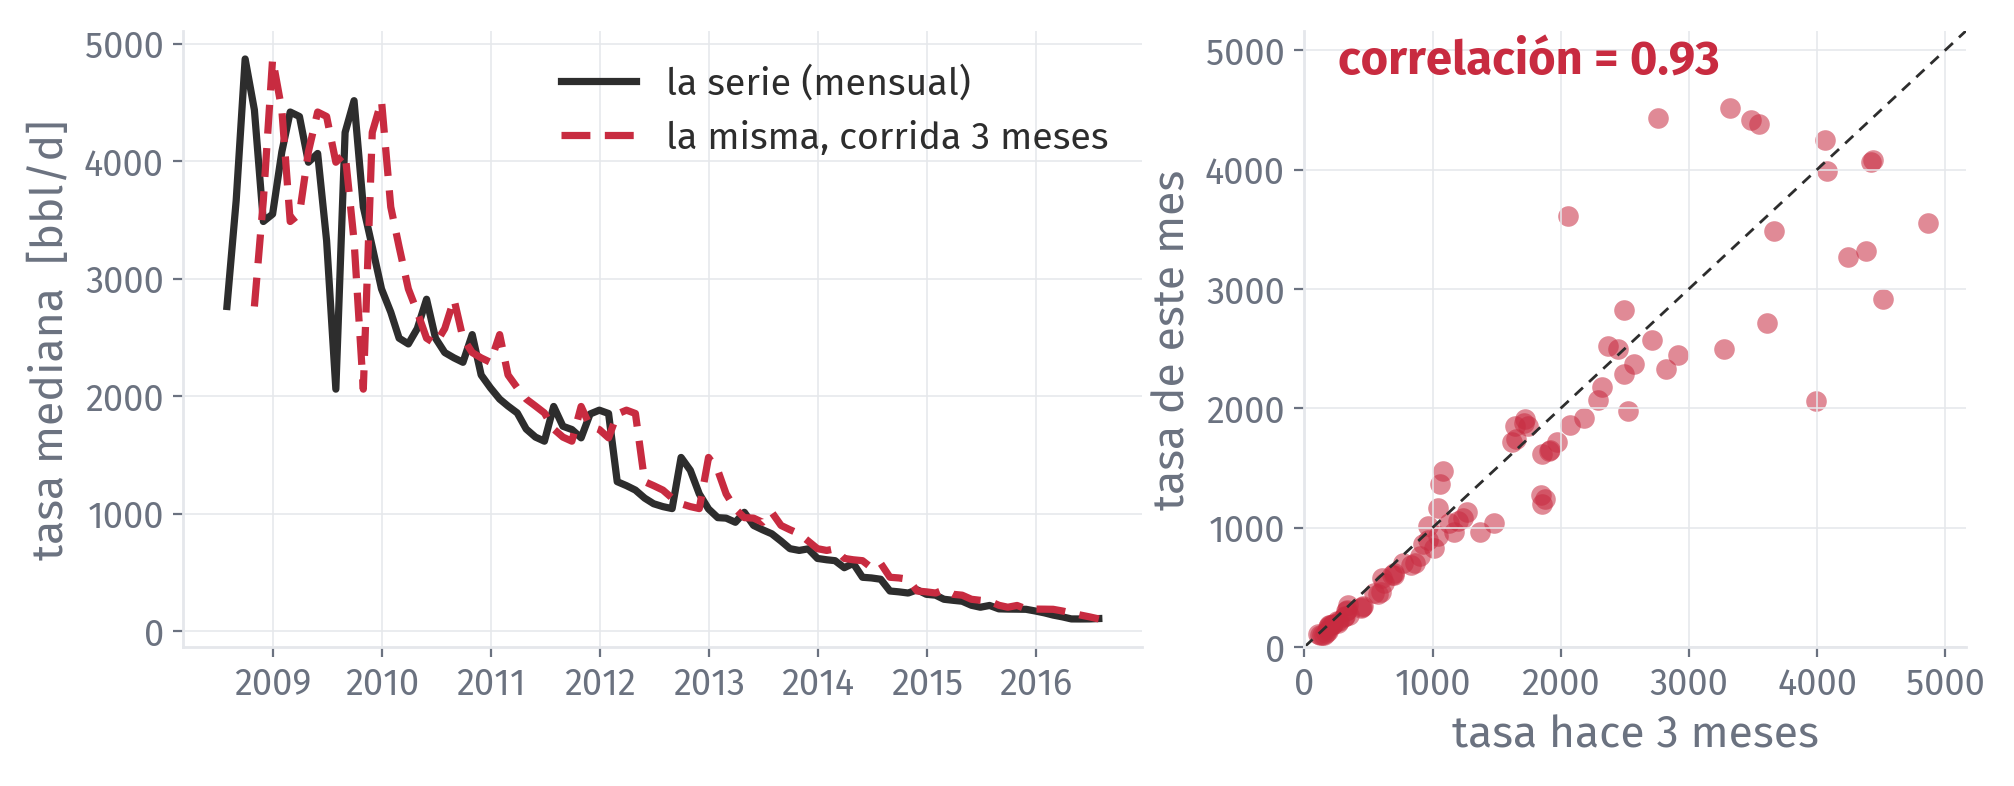 5000
4000
3000
2000
1000
0
tasa mediana [bbl/d]
la serie (mensual)
la misma, corrida 3 meses
2009 2010 2011 2012 2013 2014 2015 2016
correlación = 0.93
5000
4000
3000
2000
1000
0
tasa de este mes
0 1000 2000 3000 4000 5000
tasa hace 3 meses